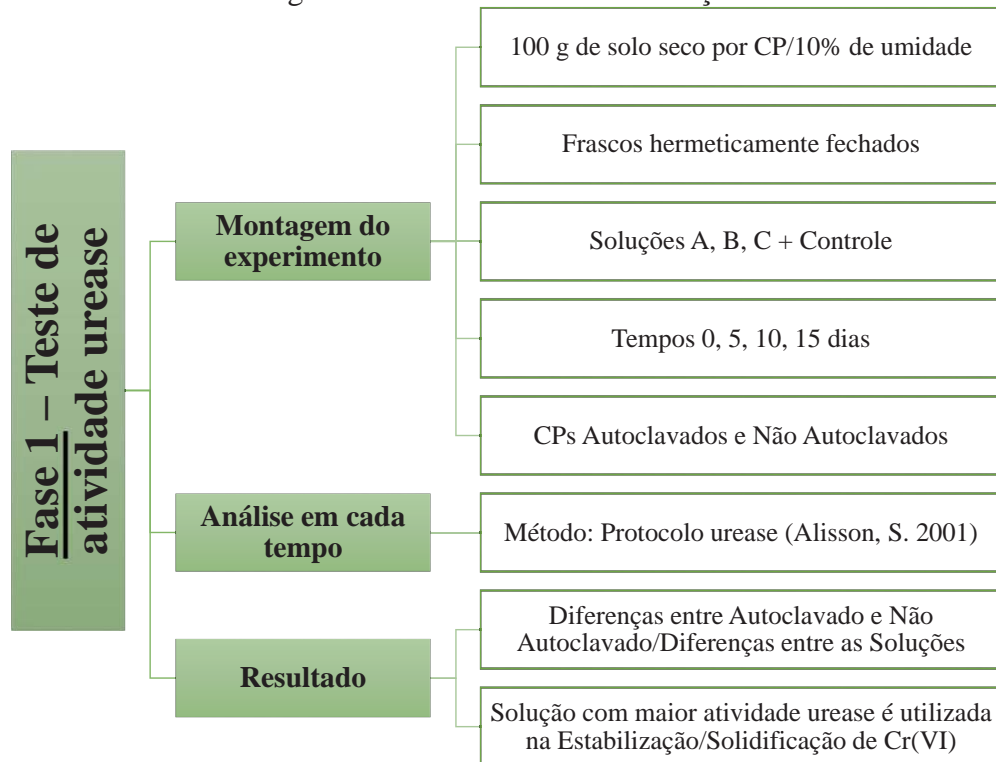 Fase 1 – Teste de
atividade urease
Montagem do
experimento
100 g de solo seco por CP/10% de umidade
Frascos hermeticamente fechados
Soluções A, B, C + Controle
Tempos 0, 5, 10, 15 dias
CPs Autoclavados e Não Autoclavados
Análise em cada
tempo
Método: Protocolo urease (Alisson, S. 2001)
Resultado
Diferenças entre Autoclavado e Não
Autoclavado/Diferenças entre as Soluções
Solução com maior atividade urease é utilizada
na Estabilização/Solidificação de Cr(VI)